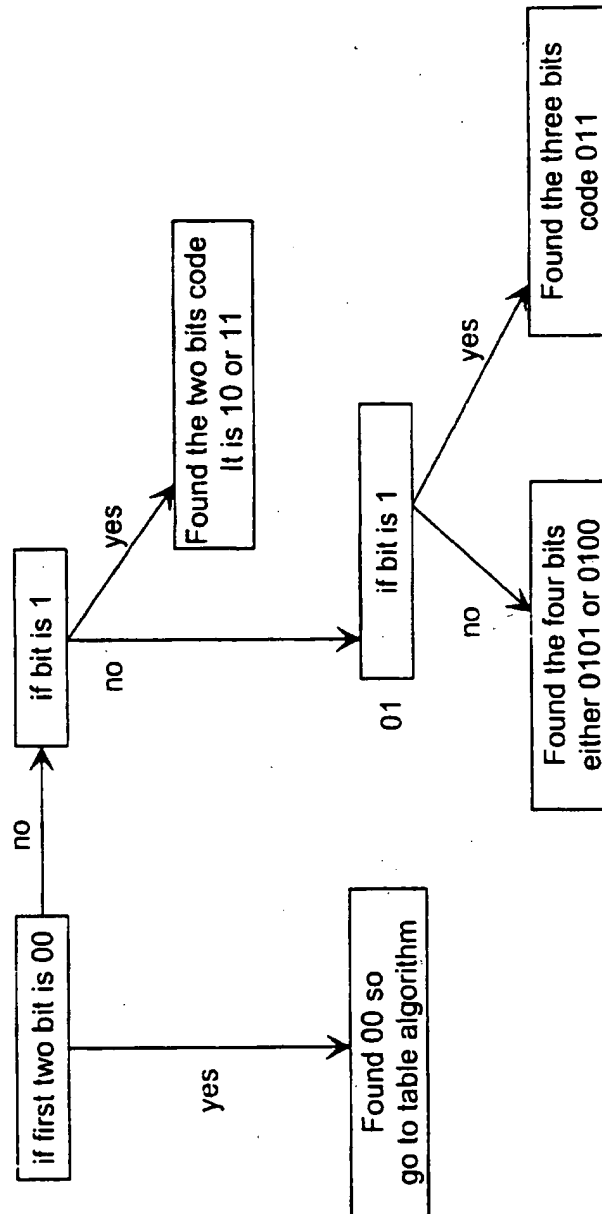 if first two bit is 00
no
if bit is 1
yes
Found the two bits code
It is 10 or 11
yes
no
Found 00 so
go to table algorithm
01
if bit is 1
yes
Found the three bits
code 011
no
Found the four bits
either 0101 or 0100